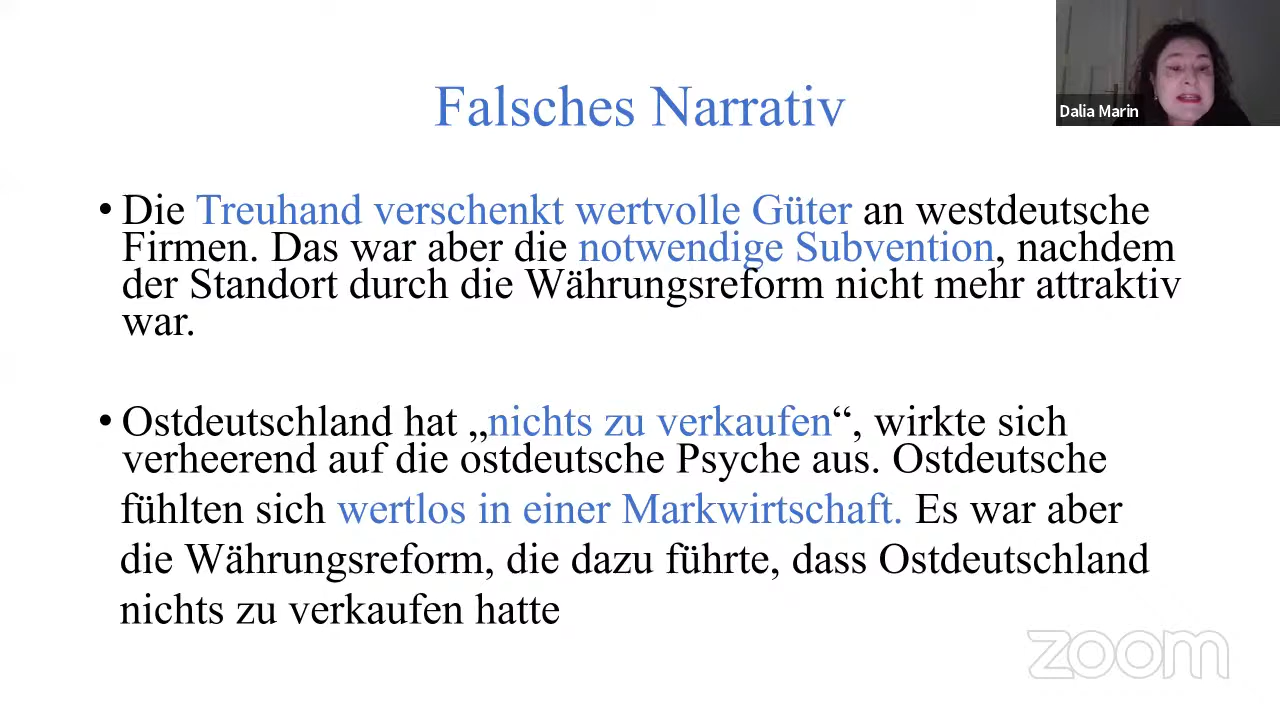 Dalia Marin
Falsches Narrativ
• Die Treuhand verschenkt wertvolle Güter an westdeutsche
Firmen. Das war aber die notwendige Subvention, nachdem
der Standort durch die Währungsreform nicht mehr attraktiv
war.
• Ostdeutschland hat „nichts zu verkaufen“, wirkte sich
verheerend auf die ostdeutsche Psyche aus. Ostdeutsche
fühlten sich wertlos in einer Markwirtschaft. Es war aber
die Währungsreform, die dazu führte, dass Ostdeutschland
nichts zu verkaufen hatte
zoom